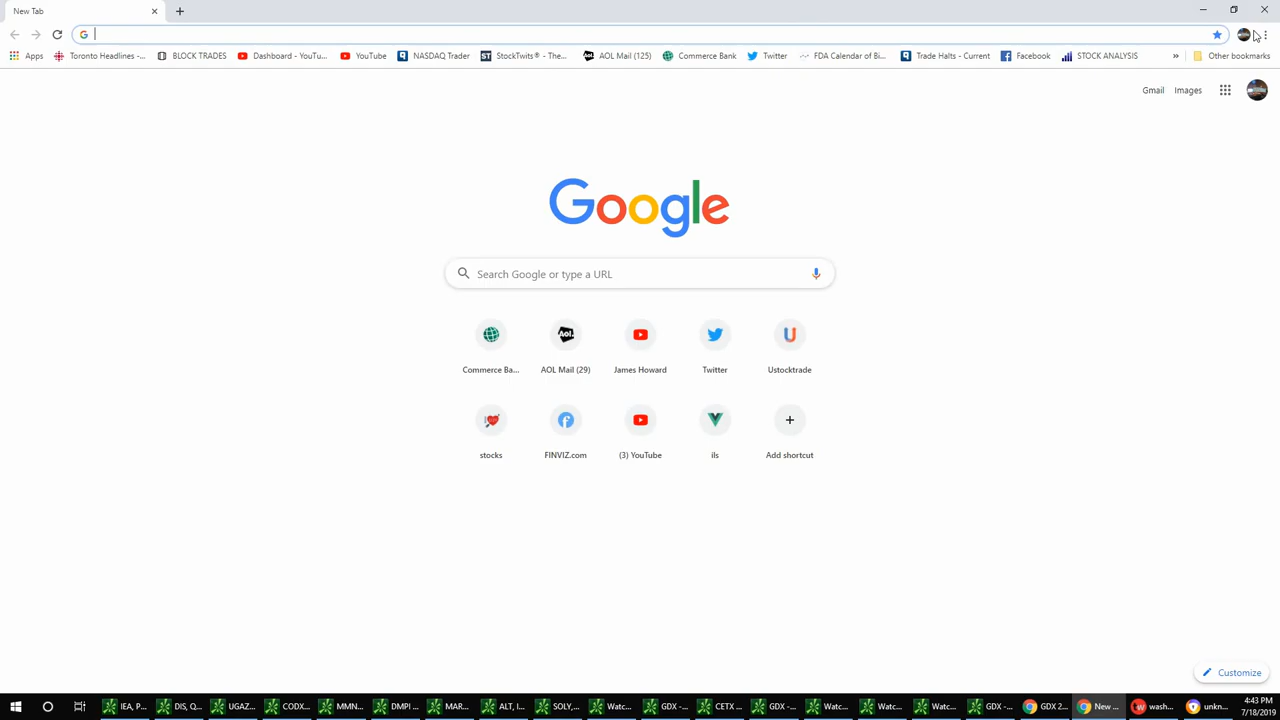 New Tab
Apps
Toronto Headlines -...
BLOCK TRADES
Dashboard - YouTu...
YouTube
NASDAQ Trader
ST
StockTwits® - The...
AOL Mail (125)
Commerce Bank
Twitter
FDA Calendar of Bi...
Trade Halts - Current
Facebook
STOCK ANALYSIS
»
Other bookmarks
Gmail
Images
Google
Search Google or type a URL
Aol.
Commerce Ba...
AOL Mail (29)
James Howard
Twitter
Ustocktrade
stocks
FINVIZ.com
(3) YouTube
ils
Add shortcut
Customize
IEA, P...
DIS, Q...
UGAZ...
CODX...
MMN...
DMPI ...
MAR...
ALT, I...
SOLY,...
Watc...
GDX -...
CETX ...
GDX -...
Watc...
Watc...
Watc...
GDX -...
GDX 2...
New ...
wash...
unkn...
4:43 PM
7/18/2019